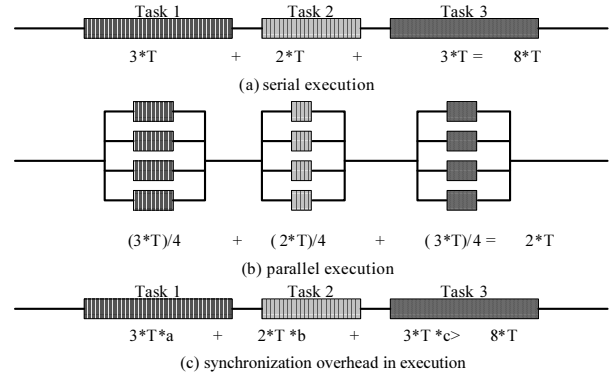 Task 1 Task 2 Task 3
3*T + 2*T + 3*T = 8*T
(a) serial execution
(3*T)/4 + (2*T)/4 + (3*T)/4 = 2*T
(b) parallel execution
Task 1 Task 2 Task 3
3*T*a + 2*T*b + 3*T*c> 8*T
(c) synchronization overhead in execution